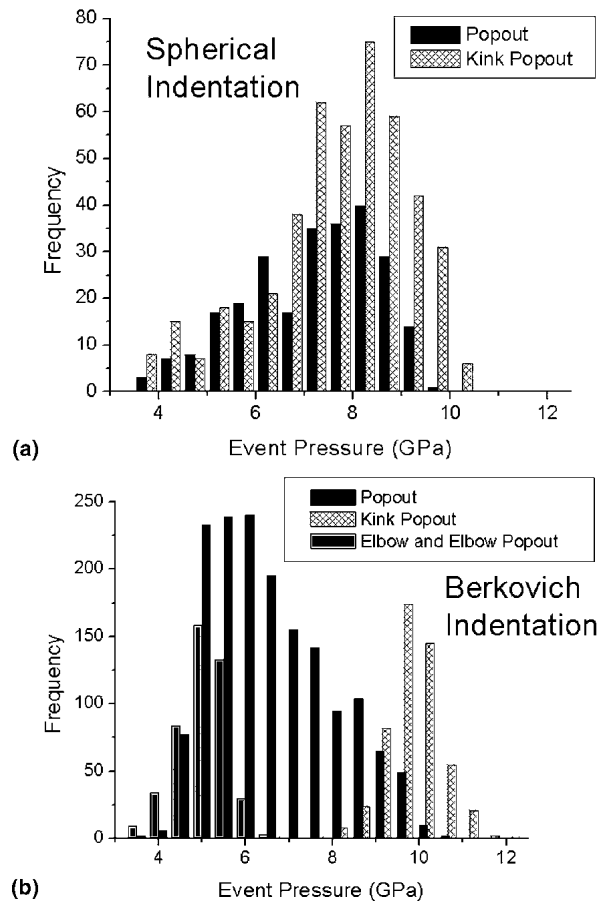 80
70
60
50
40
30
20
10
0
Frequency
Spherical
Indentation
Popout
Kink Popout
4 6 8 10 12
Event Pressure (GPa)
(a)
250
200
150
100
50
0
Frequency
Popout
Kink Popout
Elbow and Elbow Popout
Berkovich
Indentation
4 6 8 10 12
Event Pressure (GPa)
(b)